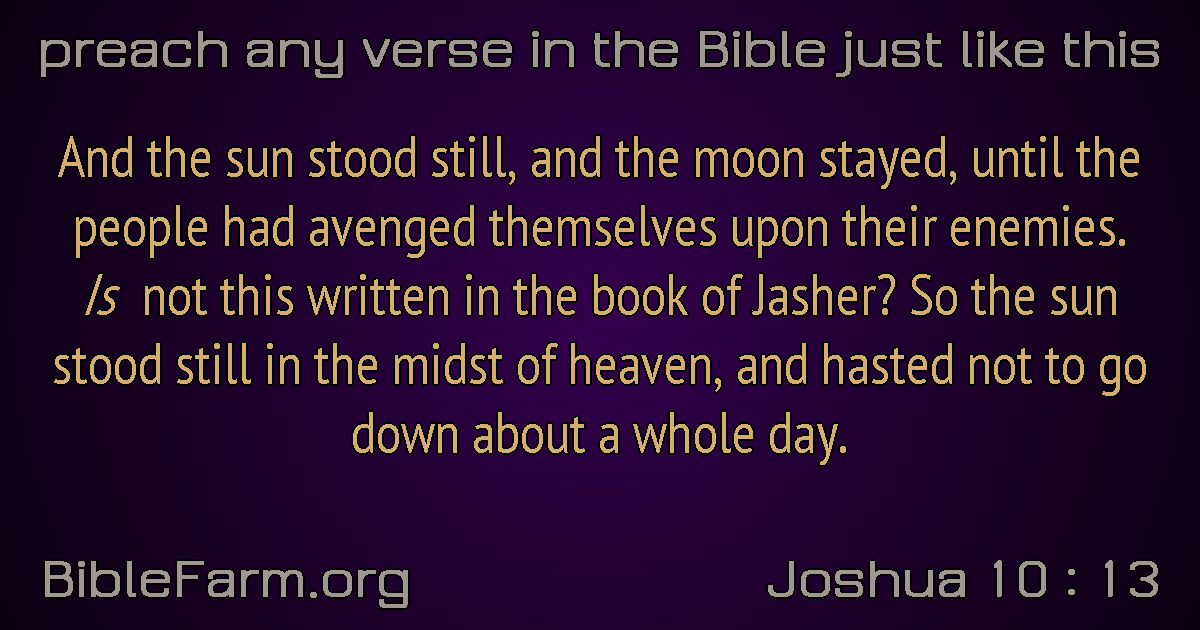 preach any verse in the Bible just like this
And the sun stood still, and the moon stayed, until the
people had avenged themselves upon their enemies.
Is not this written in the book of Jasher? So the sun
stood still in the midst of heaven, and hasted not to go
down about a whole day.
BibleFarm.org
Joshua 10 : 13